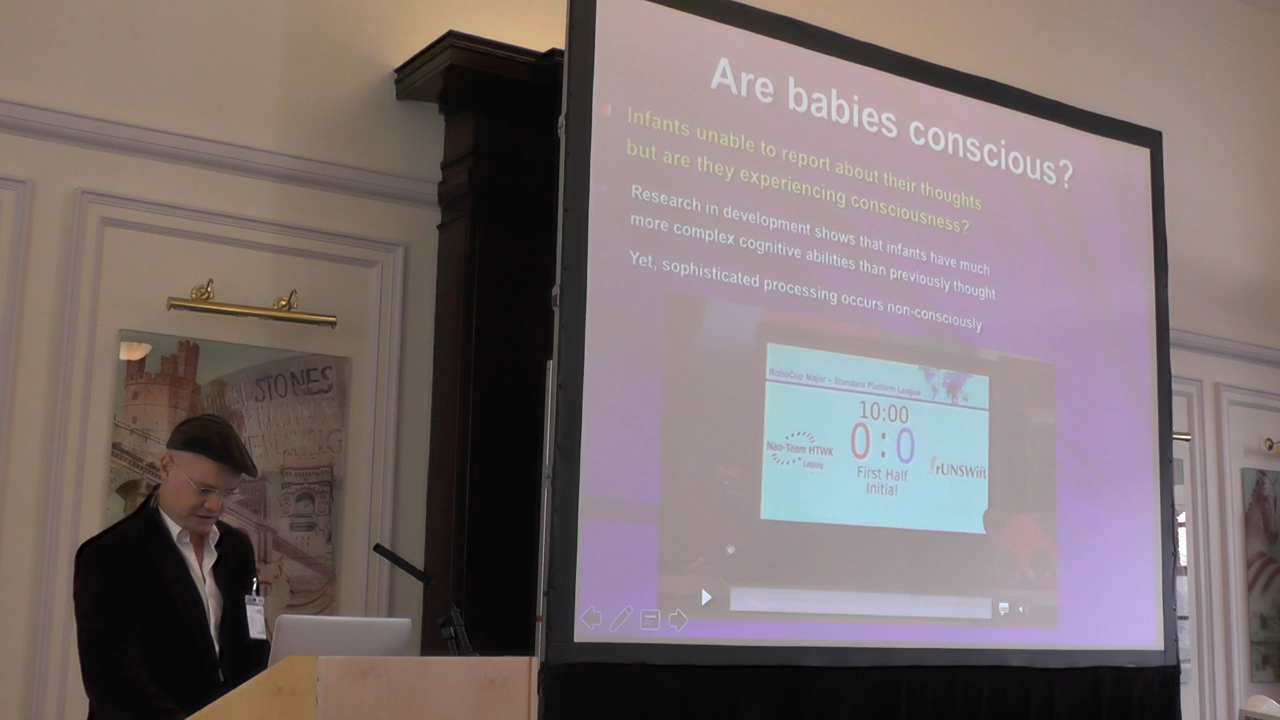 Are babies conscious?
Infants unable to report about their thoughts
but are they experiencing consciousness?
Research in development shows that infants have much
more complex cognitive abilities than previously thought
Yet, sophisticated processing occurs non-consciously
RoboCup Major – Standard Platform League
10:00
0:0
Nao-Team HTWK
Leipzig
rUNSWift
First Half
Initial
STONES